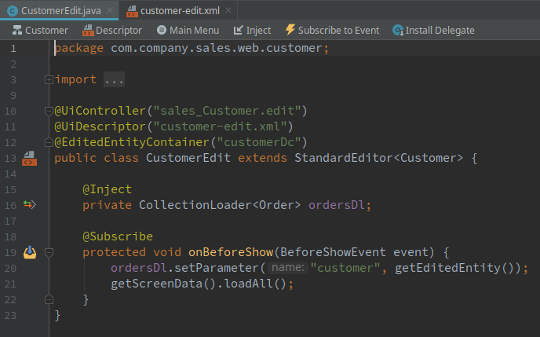 CustomerEdit.java × customer-edit.xml ×
Customer Descriptor Main Menu Inject Subscribe to Event Install Delegate
1 package com.company.sales.web.customer;
2
3 import ...
9
10 @UiController("sales_Customer.edit")
11 @UiDescriptor("customer-edit.xml")
12 @EditedEntityContainer("customerDc")
13 public class CustomerEdit extends StandardEditor<Customer> {
14
15 @Inject
16 private CollectionLoader<Order> ordersDl;
17
18 @Subscribe
19 protected void onBeforeShow(BeforeShowEvent event) {
20 ordersDl.setParameter( name: "customer", getEditedEntity());
21 getScreenData().loadAll();
22 }
23 }